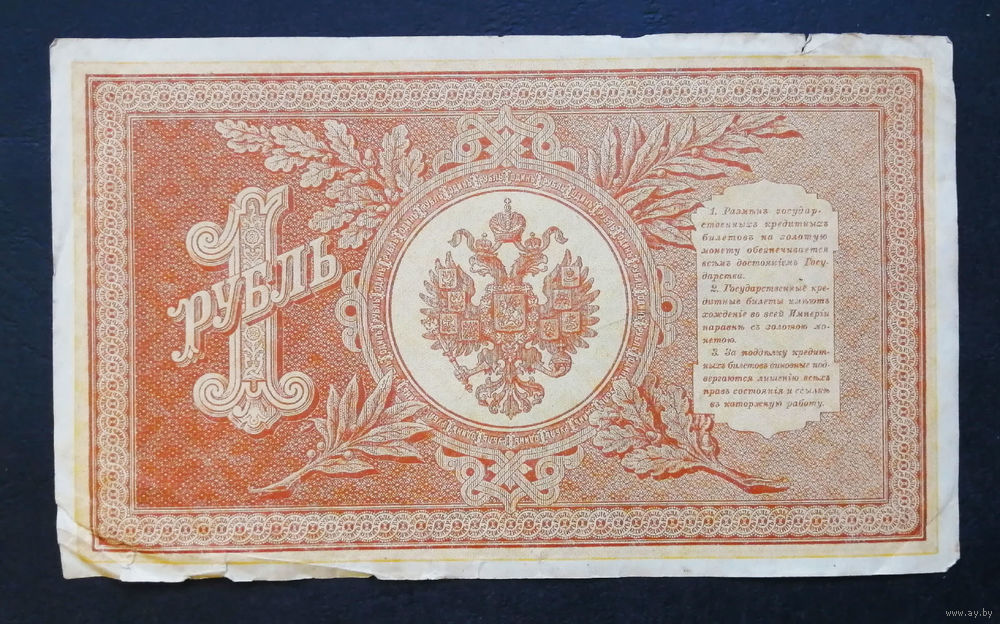 1
РУБЛЬ
1. Размѣнъ государ-
ственныхъ кредитныхъ
билетовъ на золотую
монету обезпечивается
всѣмъ достояніемъ Госу-
дарства.
2. Государственные кре-
дитные билеты имѣютъ
хожденіе во всей Имперіи
наравнѣ съ золотою мо-
нетою.
3. За поддѣлку кредит-
ныхъ билетовъ виновные под-
вергаются лишенію всѣхъ
правъ состоянія и ссылкѣ
въ каторжную работу.
www.ay.by